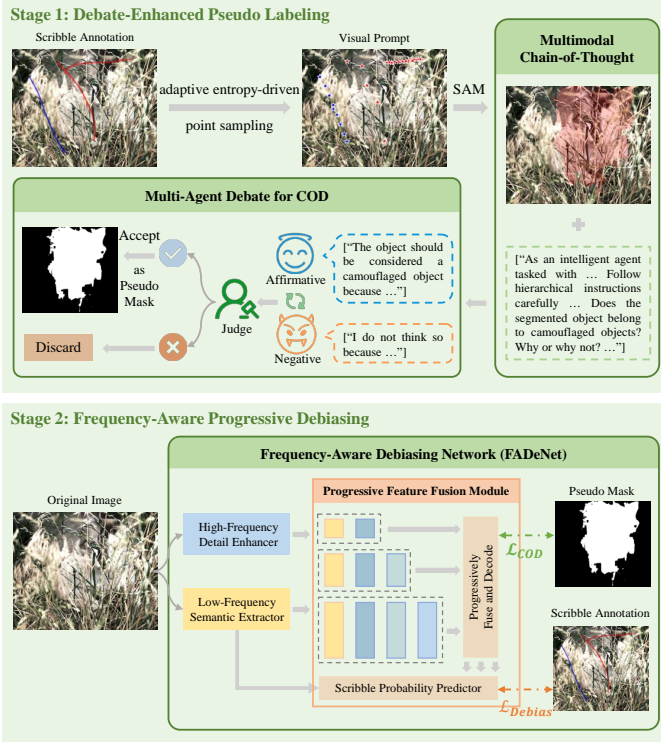 Stage 1: Debate-Enhanced Pseudo Labeling
Scribble Annotation
adaptive entropy-driven
point sampling
Visual Prompt
SAM
Multimodal
Chain-of-Thought
["As an intelligent agent
tasked with … Follow
hierarchical instructions
carefully … Does the
segmented object belong
to camouflaged objects?
Why or why not? …"]
Multi-Agent Debate for COD
Accept
as
Pseudo
Mask
Discard
Judge
Affirmative
["The object should
be considered a
camouflaged object
because …"]
Negative
["I do not think so
because …"]
Stage 2: Frequency-Aware Progressive Debiasing
Original Image
Frequency-Aware Debiasing Network (FADeNet)
High-Frequency
Detail Enhancer
Low-Frequency
Semantic Extractor
Progressive Feature Fusion Module
Progressively
Fuse and Decode
Scribble Probability Predictor
ℒ_COD
Pseudo Mask
Scribble Annotation
ℒ_Debias